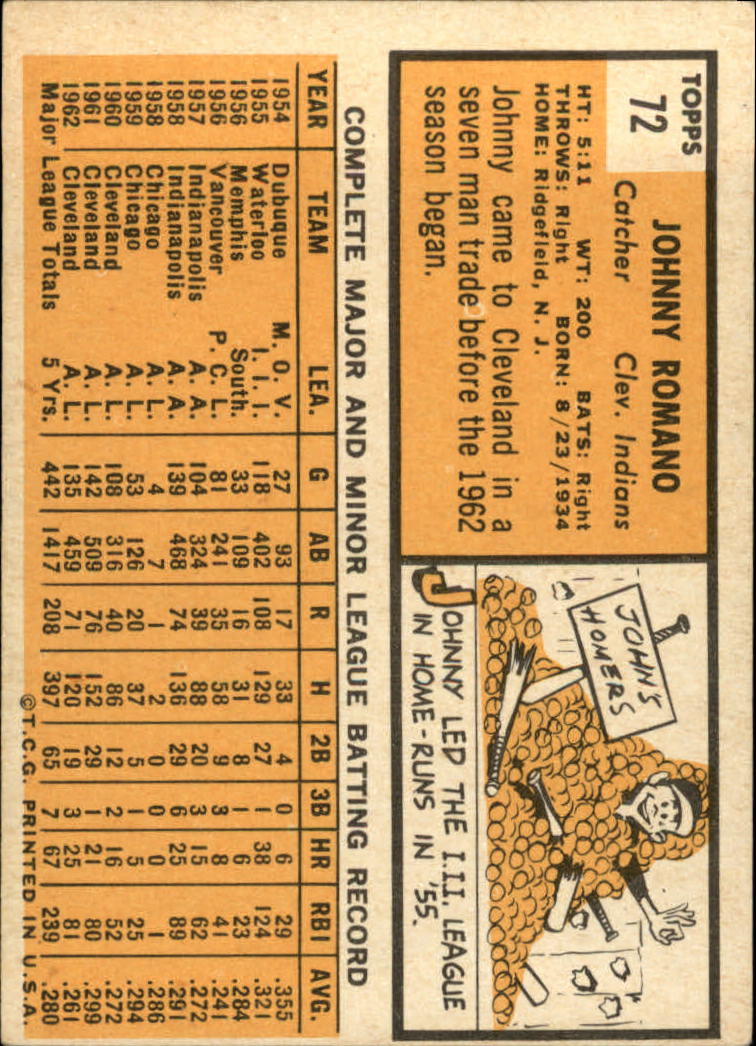 TOPPS
72
JOHNNY ROMANO
Catcher Clev. Indians
HT: 5:11 WT: 200 BATS: Right
THROWS: Right BORN: 8/23/1934
HOME: Ridgefield, N. J.
Johnny came to Cleveland in a
seven man trade before the 1962
season began.
JOHN'S
HOMERS
JOHNNY LED THE I.I.I. LEAGUE
IN HOME-RUNS IN '55.
COMPLETE MAJOR AND MINOR LEAGUE BATTING RECORD
YEAR TEAM LEA. G AB R H 2B 3B HR RBI AVG.
1954 Dubuque M. O. V. 27 93 17 33 4 0 6 29 .355
1955 Waterloo I. I. I. 118 402 108 129 27 1 38 124 .321
1956 Memphis South. 33 109 16 31 8 1 6 23 .284
1956 Vancouver P. C. L. 81 241 35 58 9 3 8 41 .241
1957 Indianapolis A. A. 104 324 39 88 20 3 15 62 .272
1958 Indianapolis A. A. 139 468 74 136 29 6 25 89 .291
1958 Chicago A. L. 4 7 1 2 0 0 0 1 .286
1959 Chicago A. L. 53 126 20 37 5 1 5 25 .294
1960 Cleveland A. L. 108 316 40 86 12 2 16 52 .272
1961 Cleveland A. L. 142 509 76 152 29 1 21 80 .299
1962 Cleveland A. L. 135 459 71 120 19 3 25 81 .261
Major League Totals 5 Yrs. 442 1417 208 397 65 7 67 239 .280
©T.C.G. PRINTED IN U.S.A.